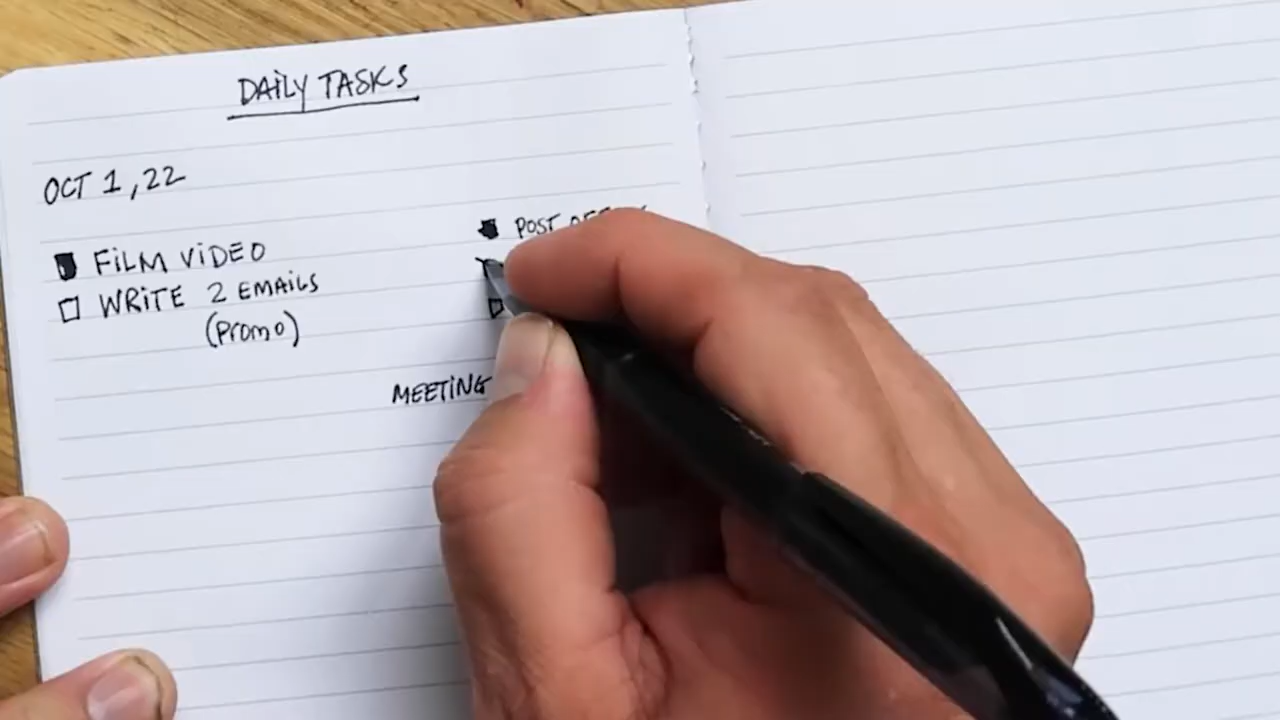 DAILY TASKS
OCT 1, 22
FILM VIDEO
WRITE 2 EMAILS
(PROMO)
POST
MEETING